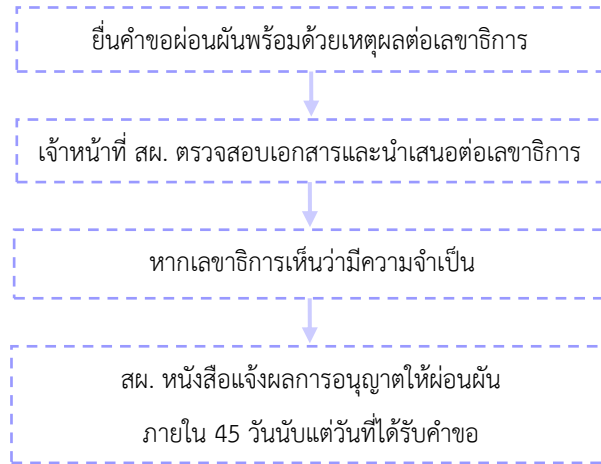 ยื่นคำขอผ่อนผันพร้อมด้วยเหตุผลต่อเลขาธิการ
เจ้าหน้าที่ สผ. ตรวจสอบเอกสารและนำเสนอต่อเลขาธิการ
หากเลขาธิการเห็นว่ามีความจำเป็น
สผ. หนังสือแจ้งผลการอนุญาตให้ผ่อนผัน
ภายใน 45 วันนับแต่วันที่ได้รับคำขอ